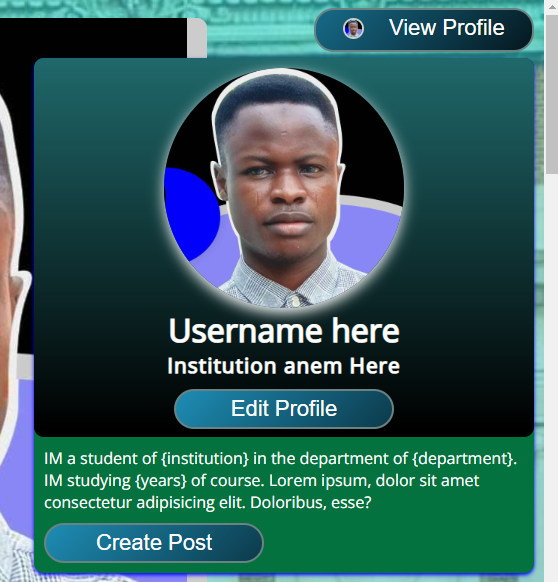 View Profile
Username here
Institution anem Here
Edit Profile
IM a student of {institution} in the department of {department}.
IM studying {years} of course. Lorem ipsum, dolor sit amet
consectetur adipisicing elit. Doloribus, esse?
Create Post